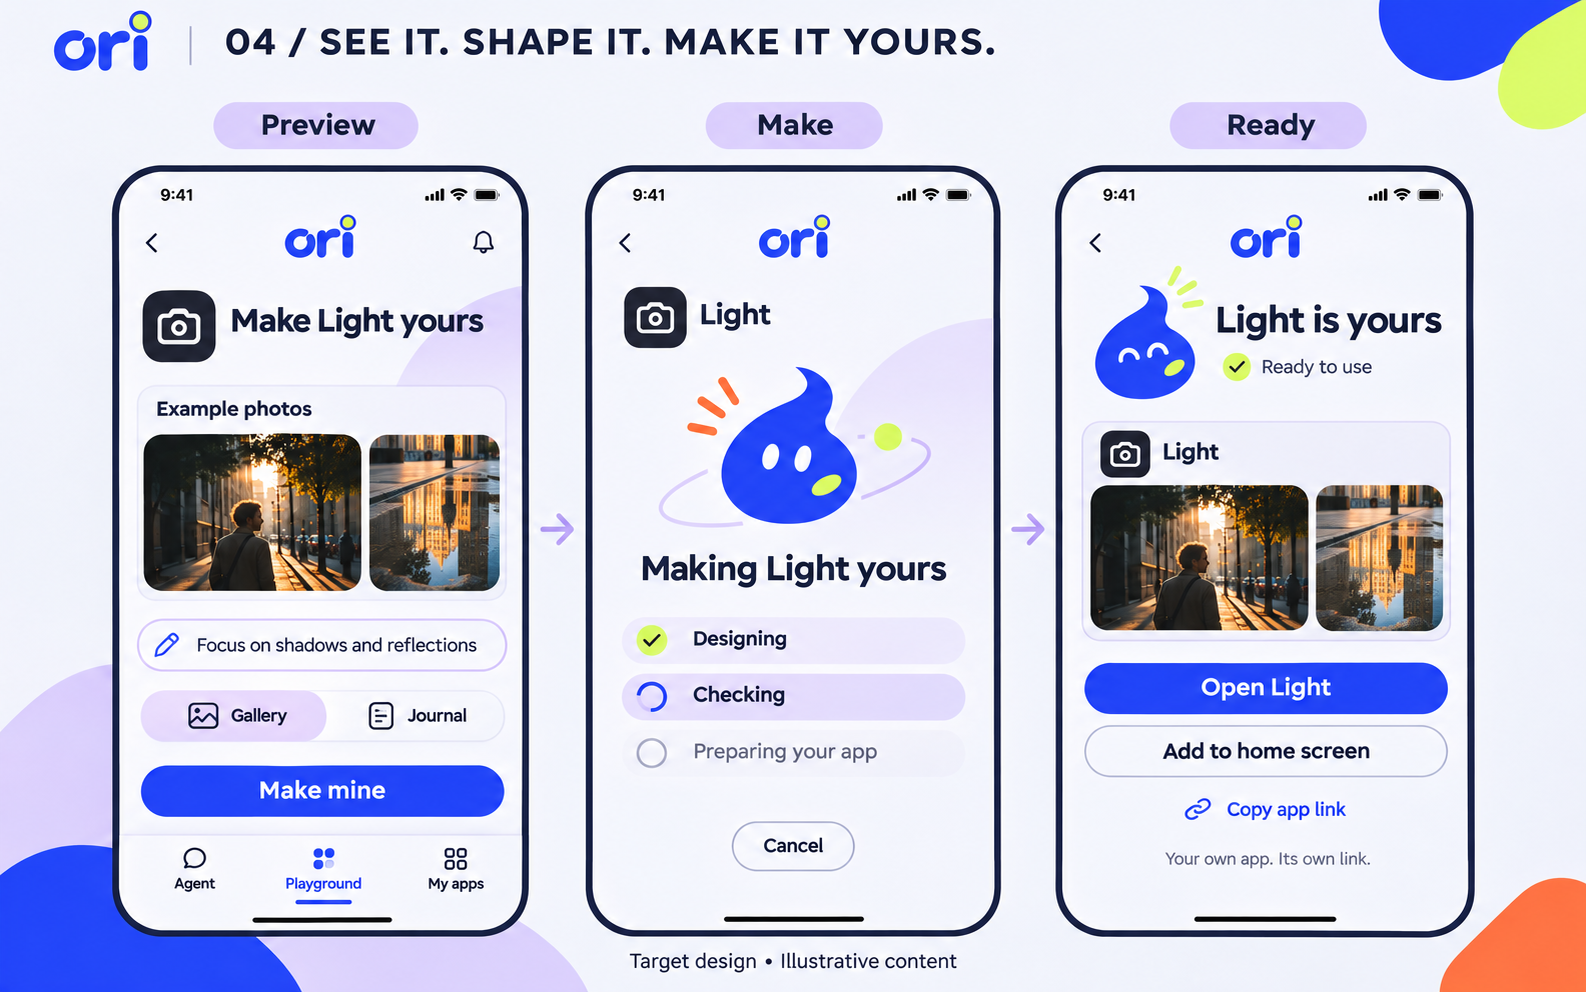 ori
04 / SEE IT. SHAPE IT. MAKE IT YOURS.
Preview
9:41
ori
Make Light yours
Example photos
Focus on shadows and reflections
Gallery
Journal
Make mine
Agent
Playground
My apps
Make
9:41
ori
Light
Making Light yours
Designing
Checking
Preparing your app
Cancel
Ready
9:41
ori
Light is yours
Ready to use
Light
Open Light
Add to home screen
Copy app link
Your own app. Its own link.
Target design • Illustrative content